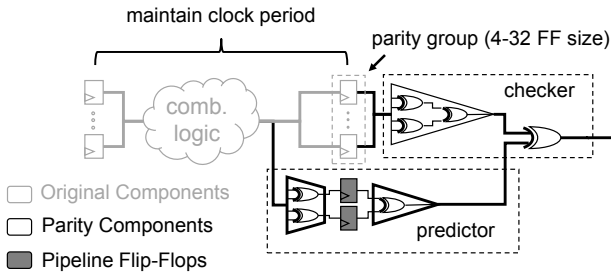 maintain clock period
parity group (4-32 FF size)
comb.
logic
checker
Original Components
Parity Components
Pipeline Flip-Flops
predictor